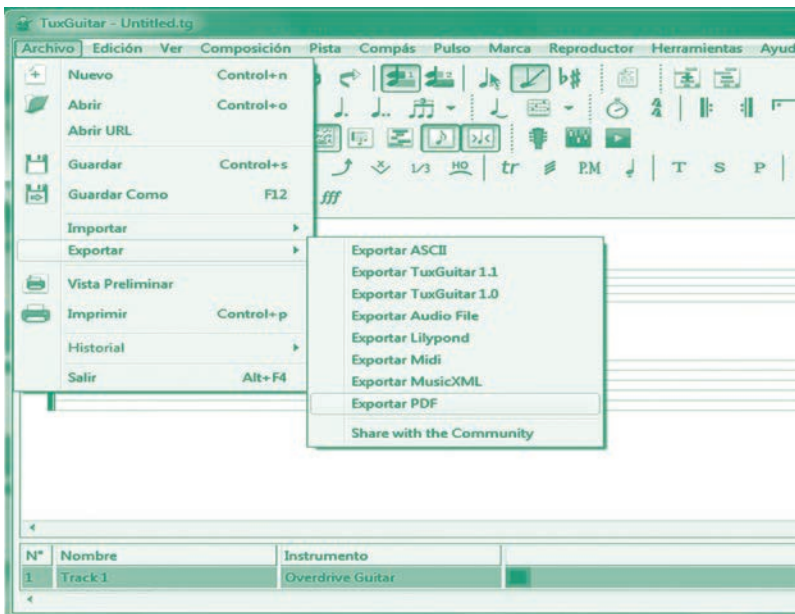 TuxGuitar - Untitled.tg
Archivo Edición Ver Composición Pista Compás Pulso Marca Reproductor Herramientas Ayud
Nuevo Control+n
Abrir Control+o
Abrir URL
Guardar Control+s
Guardar Como F12
Importar
Exportar
Vista Preliminar
Imprimir Control+p
Historial
Salir Alt+F4
1/3 HO tr P.M T S P
fff
Exportar ASCII
Exportar TuxGuitar 1.1
Exportar TuxGuitar 1.0
Exportar Audio File
Exportar Lilypond
Exportar Midi
Exportar MusicXML
Exportar PDF
Share with the Community
N° Nombre Instrumento
1 Track 1 Overdrive Guitar